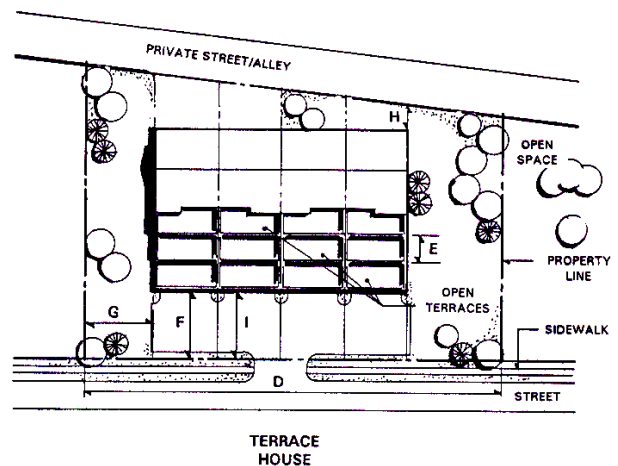 PRIVATE STREET/ALLEY
H
OPEN
SPACE
E
PROPERTY
LINE
OPEN
TERRACES
G
F
I
SIDEWALK
D
STREET
TERRACE
HOUSE